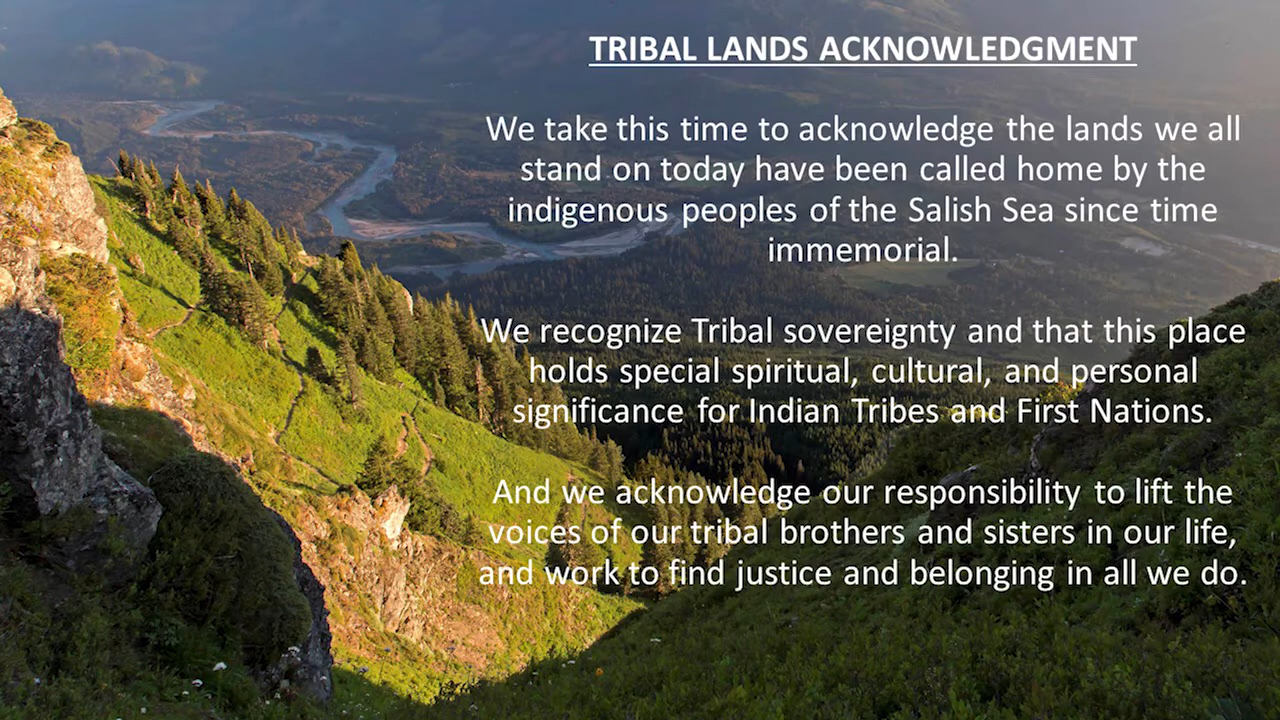 TRIBAL LANDS ACKNOWLEDGMENT
We take this time to acknowledge the lands we all
stand on today have been called home by the
indigenous peoples of the Salish Sea since time
immemorial.
We recognize Tribal sovereignty and that this place
holds special spiritual, cultural, and personal
significance for Indian Tribes and First Nations.
And we acknowledge our responsibility to lift the
voices of our tribal brothers and sisters in our life,
and work to find justice and belonging in all we do.